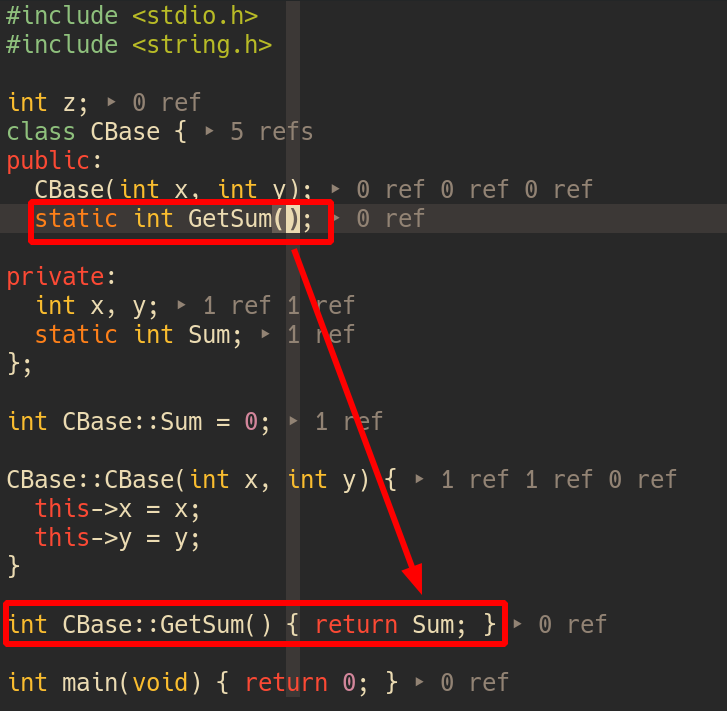 #include <stdio.h>
#include <string.h>
int z; ▸ 0 ref
class CBase { ▸ 5 refs
public:
  CBase(int x, int y); ▸ 0 ref 0 ref 0 ref
  static int GetSum(); ▸ 0 ref
private:
  int x, y; ▸ 1 ref 1 ref
  static int Sum; ▸ 1 ref
};
int CBase::Sum = 0; ▸ 1 ref
CBase::CBase(int x, int y) { ▸ 1 ref 1 ref 0 ref
  this->x = x;
  this->y = y;
}
int CBase::GetSum() { return Sum; } ▸ 0 ref
int main(void) { return 0; } ▸ 0 ref